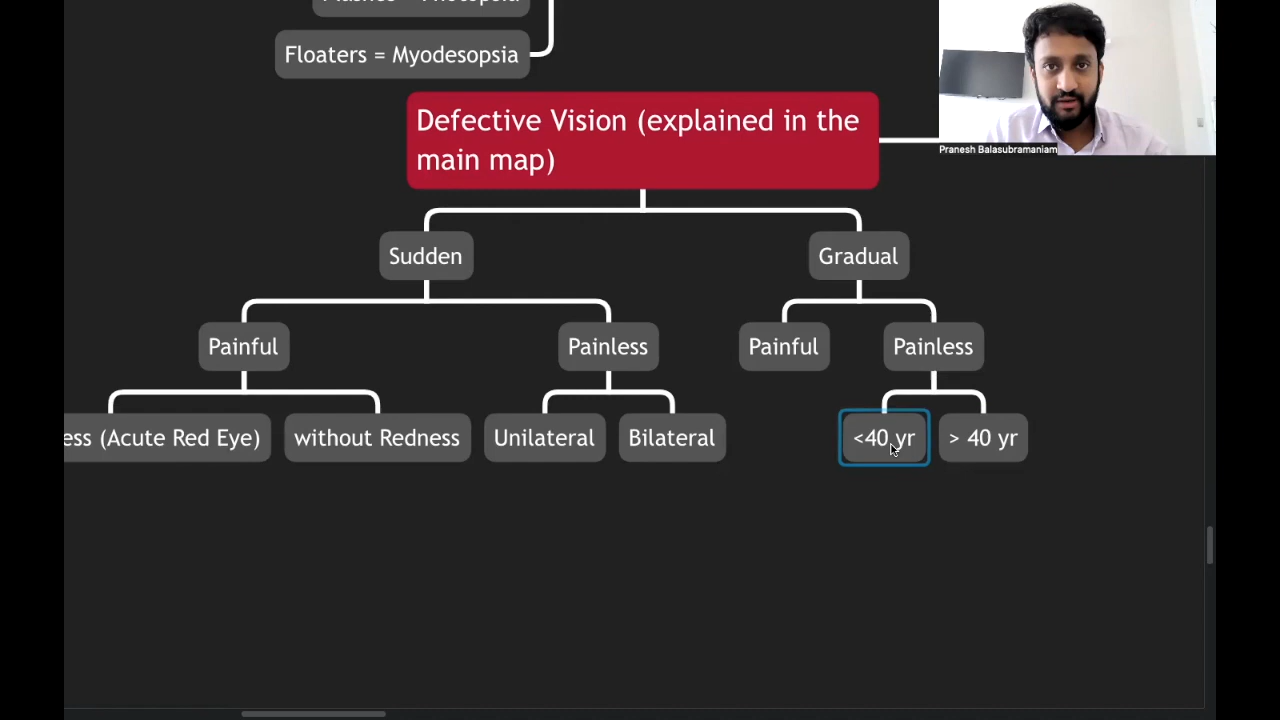 Floaters = Myodesopsia
Pranesh Balasubramaniam
Defective Vision (explained in the
main map)
Sudden
Gradual
Painful
Painless
Painful
Painless
(Acute Red Eye)
without Redness
Unilateral
Bilateral
<40 yr
> 40 yr